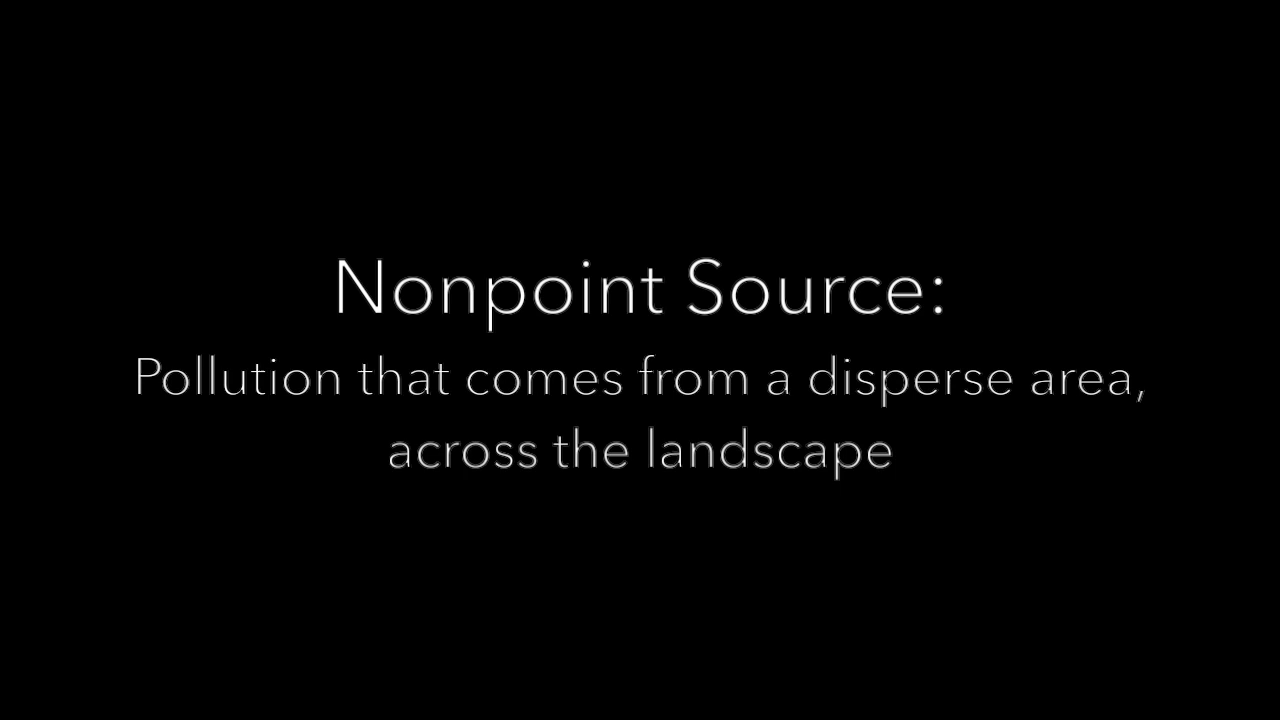 Nonpoint Source:
Pollution that comes from a disperse area,
across the landscape